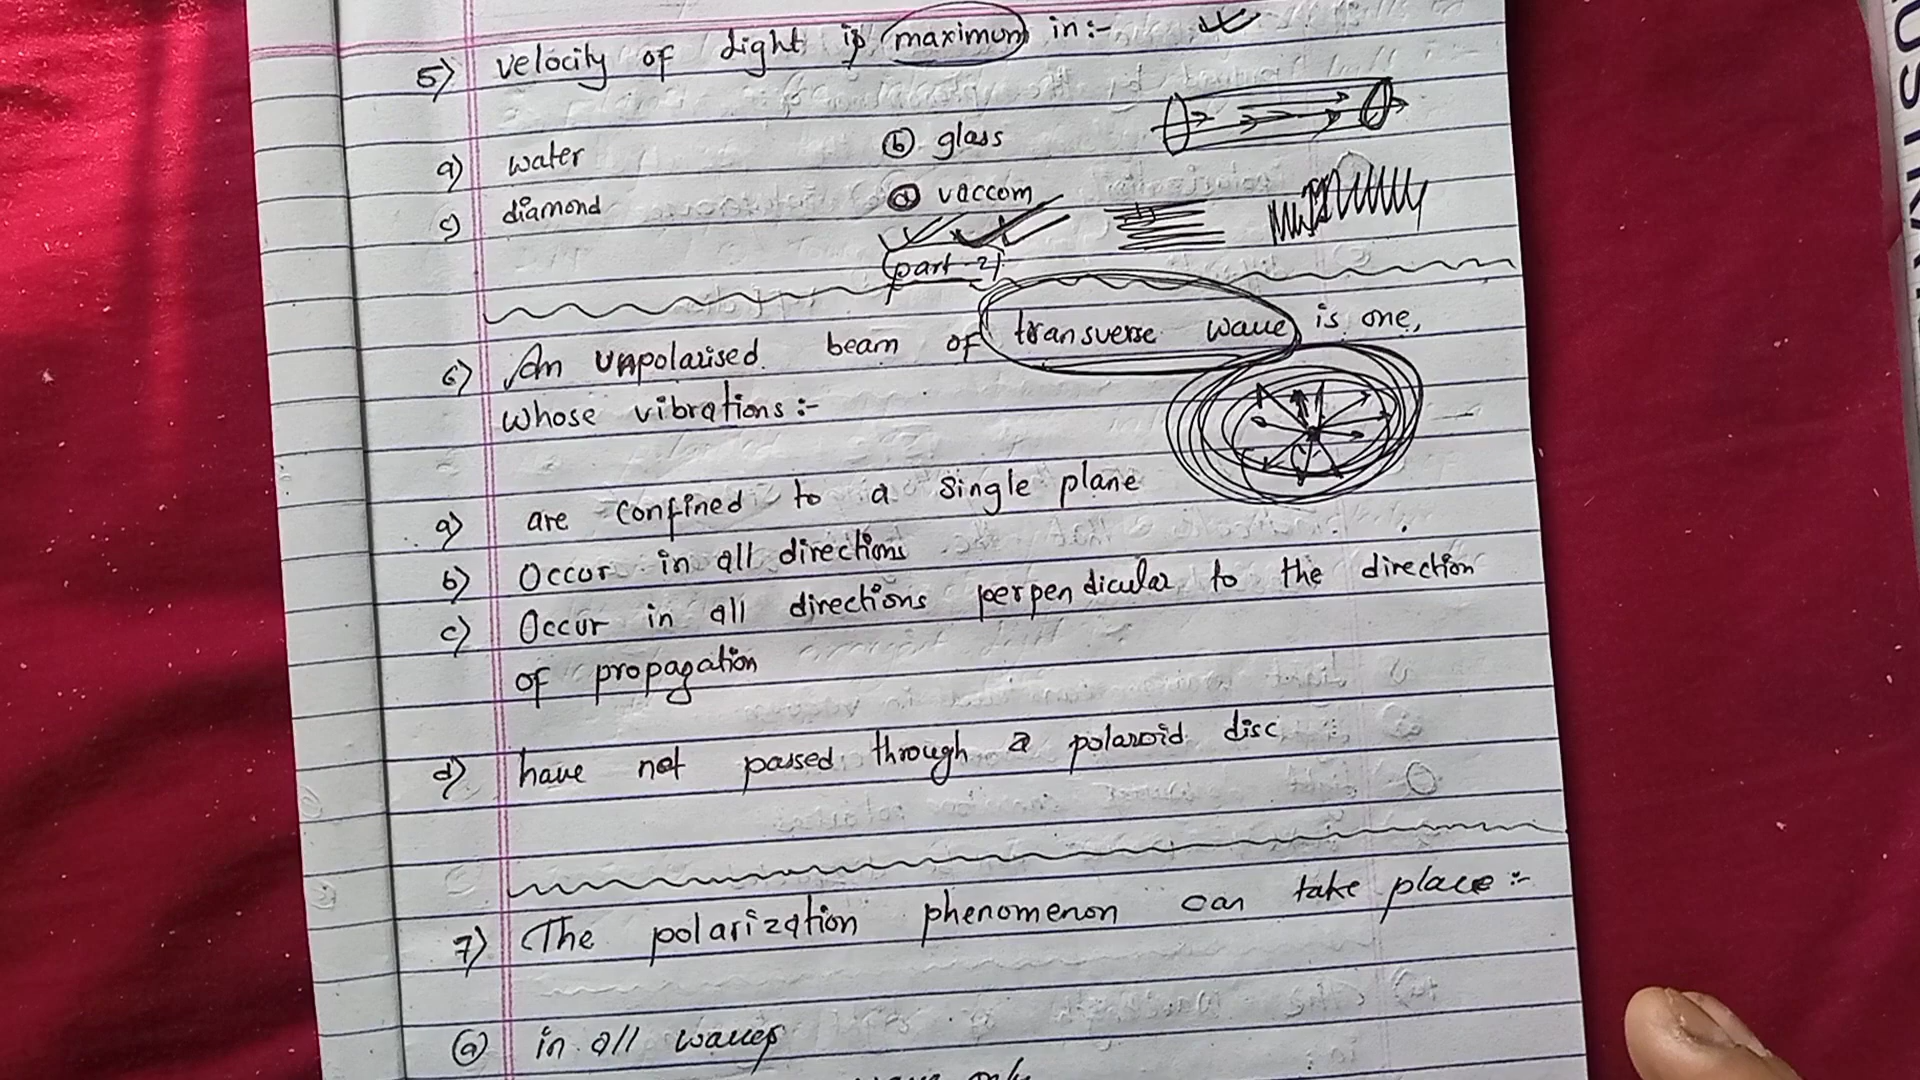 5) velocity of light is maximum in:-
a) water
b glass
c) diamond
d vaccom
part-2
6) An unpolarised beam of transverse wave is one,
whose vibrations:-
a) are confined to a single plane
b) Occur in all directions
c) Occur in all directions perpendicular to the direction
of propagation
d) have not passed through a polaroid disc
7) The polarization phenomenon can take place:-
a in all waves
only